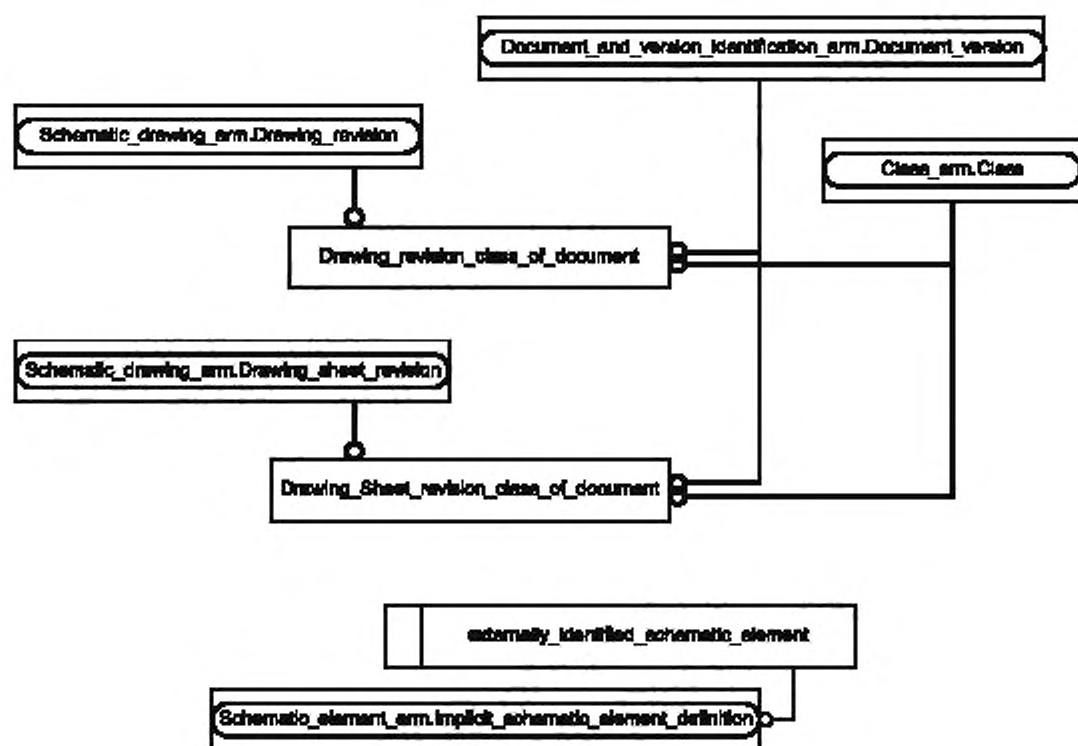 Document_and_version_identification_arm.Document_version
Schematic_drawing_arm.Drawing_revision
Class_arm.Class
Drawing_revision_class_of_document
Schematic_drawing_arm.Drawing_sheet_revision
Drawing_Sheet_revision_class_of_document
externally_identified_schematic_element
Schematic_element_arm.Implicit_schematic_element_definition